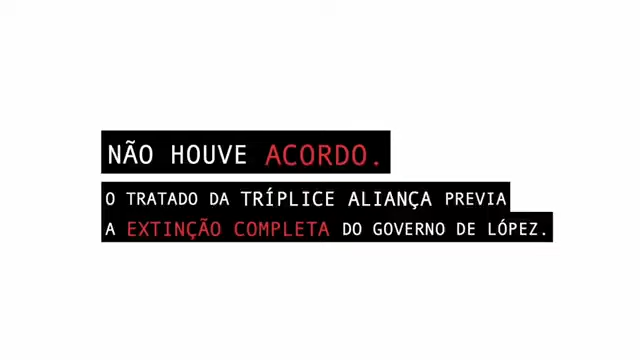 NÃO HOUVE ACORDO.
O TRATADO DA TRÍPLICE ALIANÇA PREVIA
A EXTINÇÃO COMPLETA DO GOVERNO DE LÓPEZ.